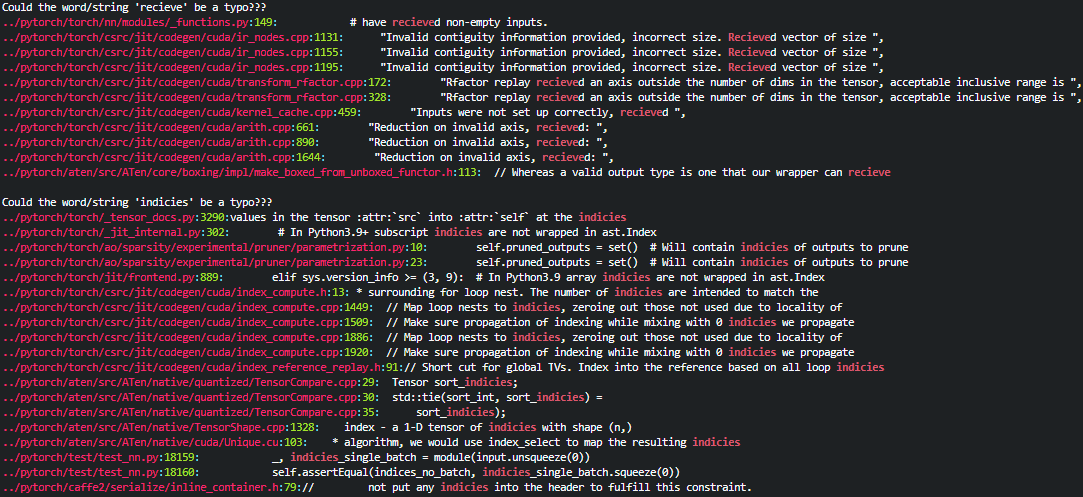 Could the word/string 'recieve' be a typo???
../pytorch/torch/nn/modules/_functions.py:149:            # have recieved non-empty inputs.
../pytorch/torch/csrc/jit/codegen/cuda/ir_nodes.cpp:1131:      "Invalid contiguity information provided, incorrect size. Recieved vector of size ",
../pytorch/torch/csrc/jit/codegen/cuda/ir_nodes.cpp:1155:      "Invalid contiguity information provided, incorrect size. Recieved vector of size ",
../pytorch/torch/csrc/jit/codegen/cuda/ir_nodes.cpp:1195:      "Invalid contiguity information provided, incorrect size. Recieved vector of size ",
../pytorch/torch/csrc/jit/codegen/cuda/transform_rfactor.cpp:172:        "Rfactor replay recieved an axis outside the number of dims in the tensor, acceptable inclusive range is ",
../pytorch/torch/csrc/jit/codegen/cuda/transform_rfactor.cpp:328:        "Rfactor replay recieved an axis outside the number of dims in the tensor, acceptable inclusive range is ",
../pytorch/torch/csrc/jit/codegen/cuda/kernel_cache.cpp:459:        "Inputs were not set up correctly, recieved ",
../pytorch/torch/csrc/jit/codegen/cuda/arith.cpp:661:        "Reduction on invalid axis, recieved: ",
../pytorch/torch/csrc/jit/codegen/cuda/arith.cpp:890:        "Reduction on invalid axis, recieved: ",
../pytorch/torch/csrc/jit/codegen/cuda/arith.cpp:1644:        "Reduction on invalid axis, recieved: ",
../pytorch/aten/src/ATen/core/boxing/impl/make_boxed_from_unboxed_functor.h:113:  // Whereas a valid output type is one that our wrapper can recieve
Could the word/string 'indicies' be a typo???
../pytorch/torch/_tensor_docs.py:3290:values in the tensor :attr:`src` into :attr:`self` at the indicies
../pytorch/torch/_jit_internal.py:302:        # In Python3.9+ subscript indicies are not wrapped in ast.Index
../pytorch/torch/ao/sparsity/experimental/pruner/parametrization.py:10:        self.pruned_outputs = set()  # Will contain indicies of outputs to prune
../pytorch/torch/ao/sparsity/experimental/pruner/parametrization.py:23:        self.pruned_outputs = set()  # Will contain indicies of outputs to prune
../pytorch/torch/jit/frontend.py:889:        elif sys.version_info >= (3, 9):  # In Python3.9 array indicies are not wrapped in ast.Index
../pytorch/torch/csrc/jit/codegen/cuda/index_compute.h:13: * surrounding for loop nest. The number of indicies are intended to match the
../pytorch/torch/csrc/jit/codegen/cuda/index_compute.cpp:1449:  // Map loop nests to indicies, zeroing out those not used due to locality of
../pytorch/torch/csrc/jit/codegen/cuda/index_compute.cpp:1509:  // Make sure propagation of indexing while mixing with 0 indicies we propagate
../pytorch/torch/csrc/jit/codegen/cuda/index_compute.cpp:1886:  // Map loop nests to indicies, zeroing out those not used due to locality of
../pytorch/torch/csrc/jit/codegen/cuda/index_compute.cpp:1920:  // Make sure propagation of indexing while mixing with 0 indicies we propagate
../pytorch/torch/csrc/jit/codegen/cuda/index_reference_replay.h:91:// Short cut for global TVs. Index into the reference based on all loop indicies
../pytorch/aten/src/ATen/native/quantized/TensorCompare.cpp:29:  Tensor sort_indicies;
../pytorch/aten/src/ATen/native/quantized/TensorCompare.cpp:30:  std::tie(sort_int, sort_indicies) =
../pytorch/aten/src/ATen/native/quantized/TensorCompare.cpp:35:      sort_indicies);
../pytorch/aten/src/ATen/native/TensorShape.cpp:1328:    index - a 1-D tensor of indicies with shape (n,)
../pytorch/aten/src/ATen/native/cuda/Unique.cu:103:    * algorithm, we would use index_select to map the resulting indicies
../pytorch/test/test_nn.py:18159:            _, indicies_single_batch = module(input.unsqueeze(0))
../pytorch/test/test_nn.py:18160:            self.assertEqual(indices_no_batch, indicies_single_batch.squeeze(0))
../pytorch/caffe2/serialize/inline_container.h:79://        not put any indicies into the header to fulfill this constraint.